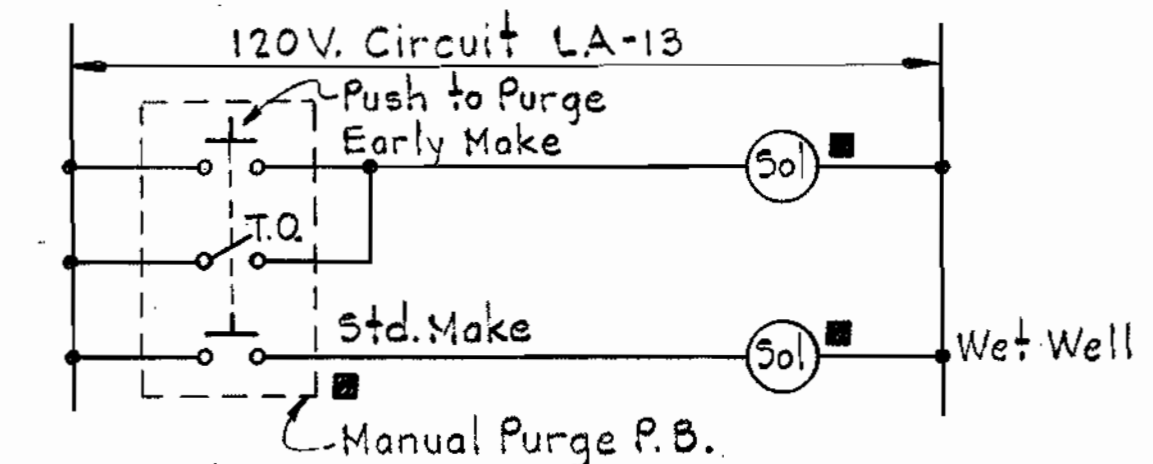 120V. Circuit LA-13
Push to Purge
Early Make
Sol
T.O.
Std. Make
Sol
Wet Well
Manual Purge P.B.